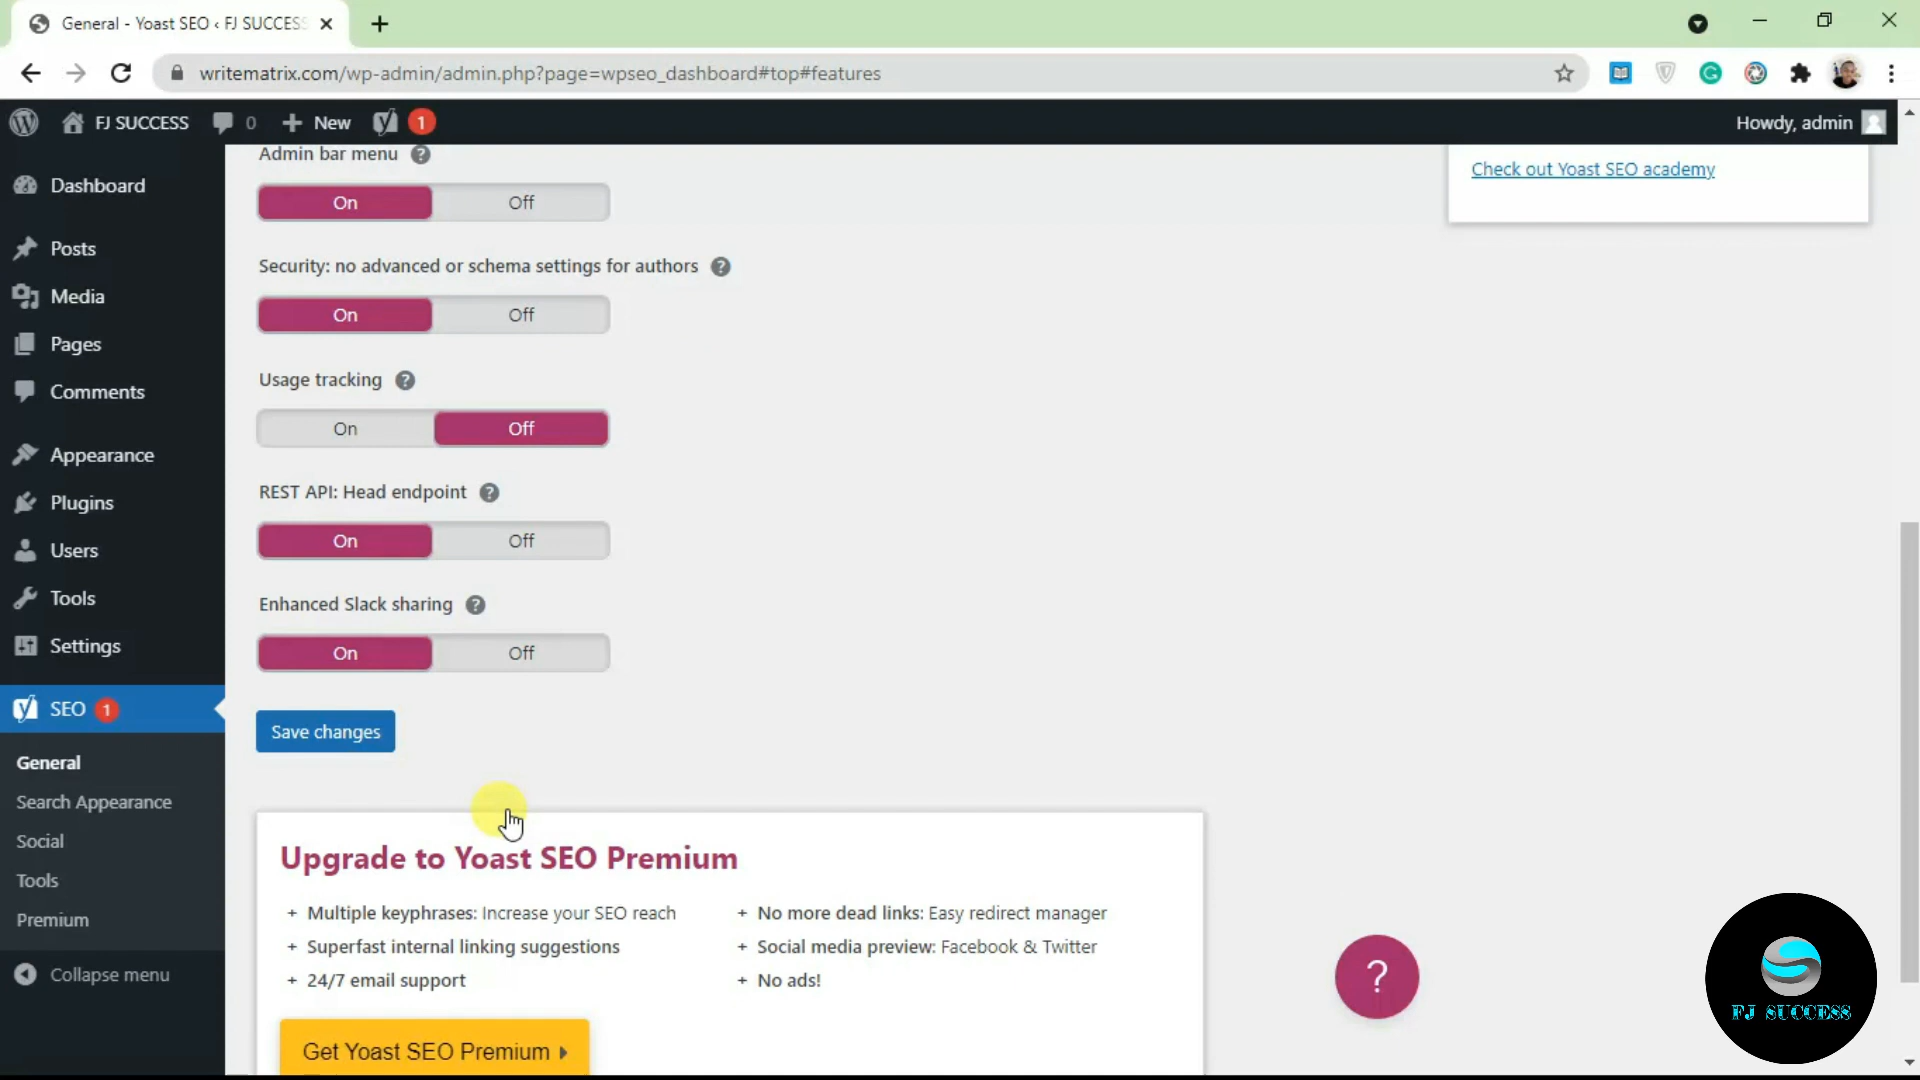 General - Yoast SEO ‹ FJ SUCCESS
writematrix.com/wp-admin/admin.php?page=wpseo_dashboard#top#features
FJ SUCCESS
0
New
1
Howdy, admin
Dashboard
Posts
Media
Pages
Comments
Appearance
Plugins
Users
Tools
Settings
SEO 1
General
Search Appearance
Social
Tools
Premium
Collapse menu
Admin bar menu ?
On Off
Security: no advanced or schema settings for authors ?
On Off
Usage tracking ?
On Off
REST API: Head endpoint ?
On Off
Enhanced Slack sharing ?
On Off
Save changes
Upgrade to Yoast SEO Premium
+ Multiple keyphrases: Increase your SEO reach
+ Superfast internal linking suggestions
+ 24/7 email support
+ No more dead links: Easy redirect manager
+ Social media preview: Facebook & Twitter
+ No ads!
Get Yoast SEO Premium
Check out Yoast SEO academy
?
FJ SUCCESS